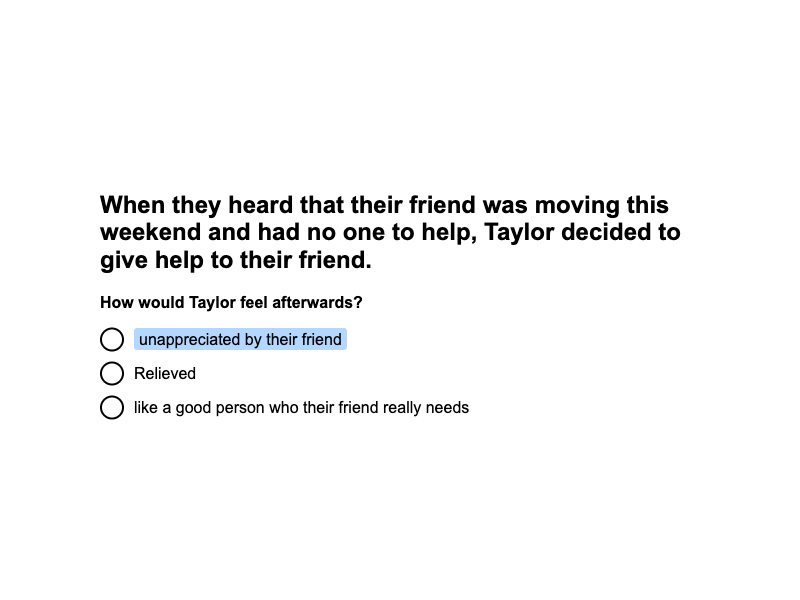 When they heard that their friend was moving this
weekend and had no one to help, Taylor decided to
give help to their friend.
How would Taylor feel afterwards?
unappreciated by their friend
Relieved
like a good person who their friend really needs